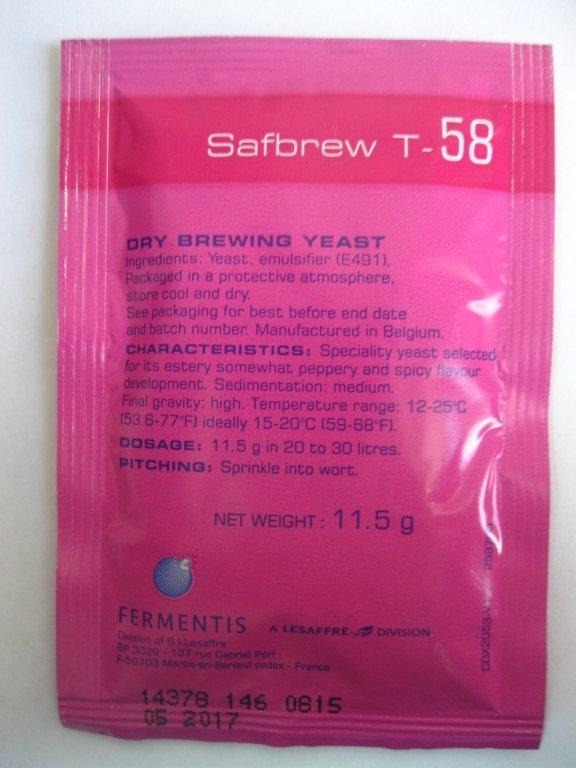 Safbrew T-58
DRY BREWING YEAST
Ingredients: Yeast, emulsifier (E491).
Packaged in a protective atmosphere,
store cool and dry.
See packaging for best before end date
and batch number. Manufactured in Belgium.
CHARACTERISTICS: Speciality yeast selected
for its estery somewhat peppery and spicy flavour
development. Sedimentation: medium.
Final gravity: high. Temperature range: 12-25°C
(53.6-77°F) ideally 15-20°C (59-68°F).
DOSAGE: 11.5 g in 20 to 30 litres.
PITCHING: Sprinkle into wort.
NET WEIGHT: 11.5 g
FERMENTIS A LESAFFRE DIVISION
Division of S.I.Lesaffre
BP 3029 - 137 rue Gabriel Péri
F-59703 Marcq-en-Barœul cedex - France
14378 146 0815
05 2017